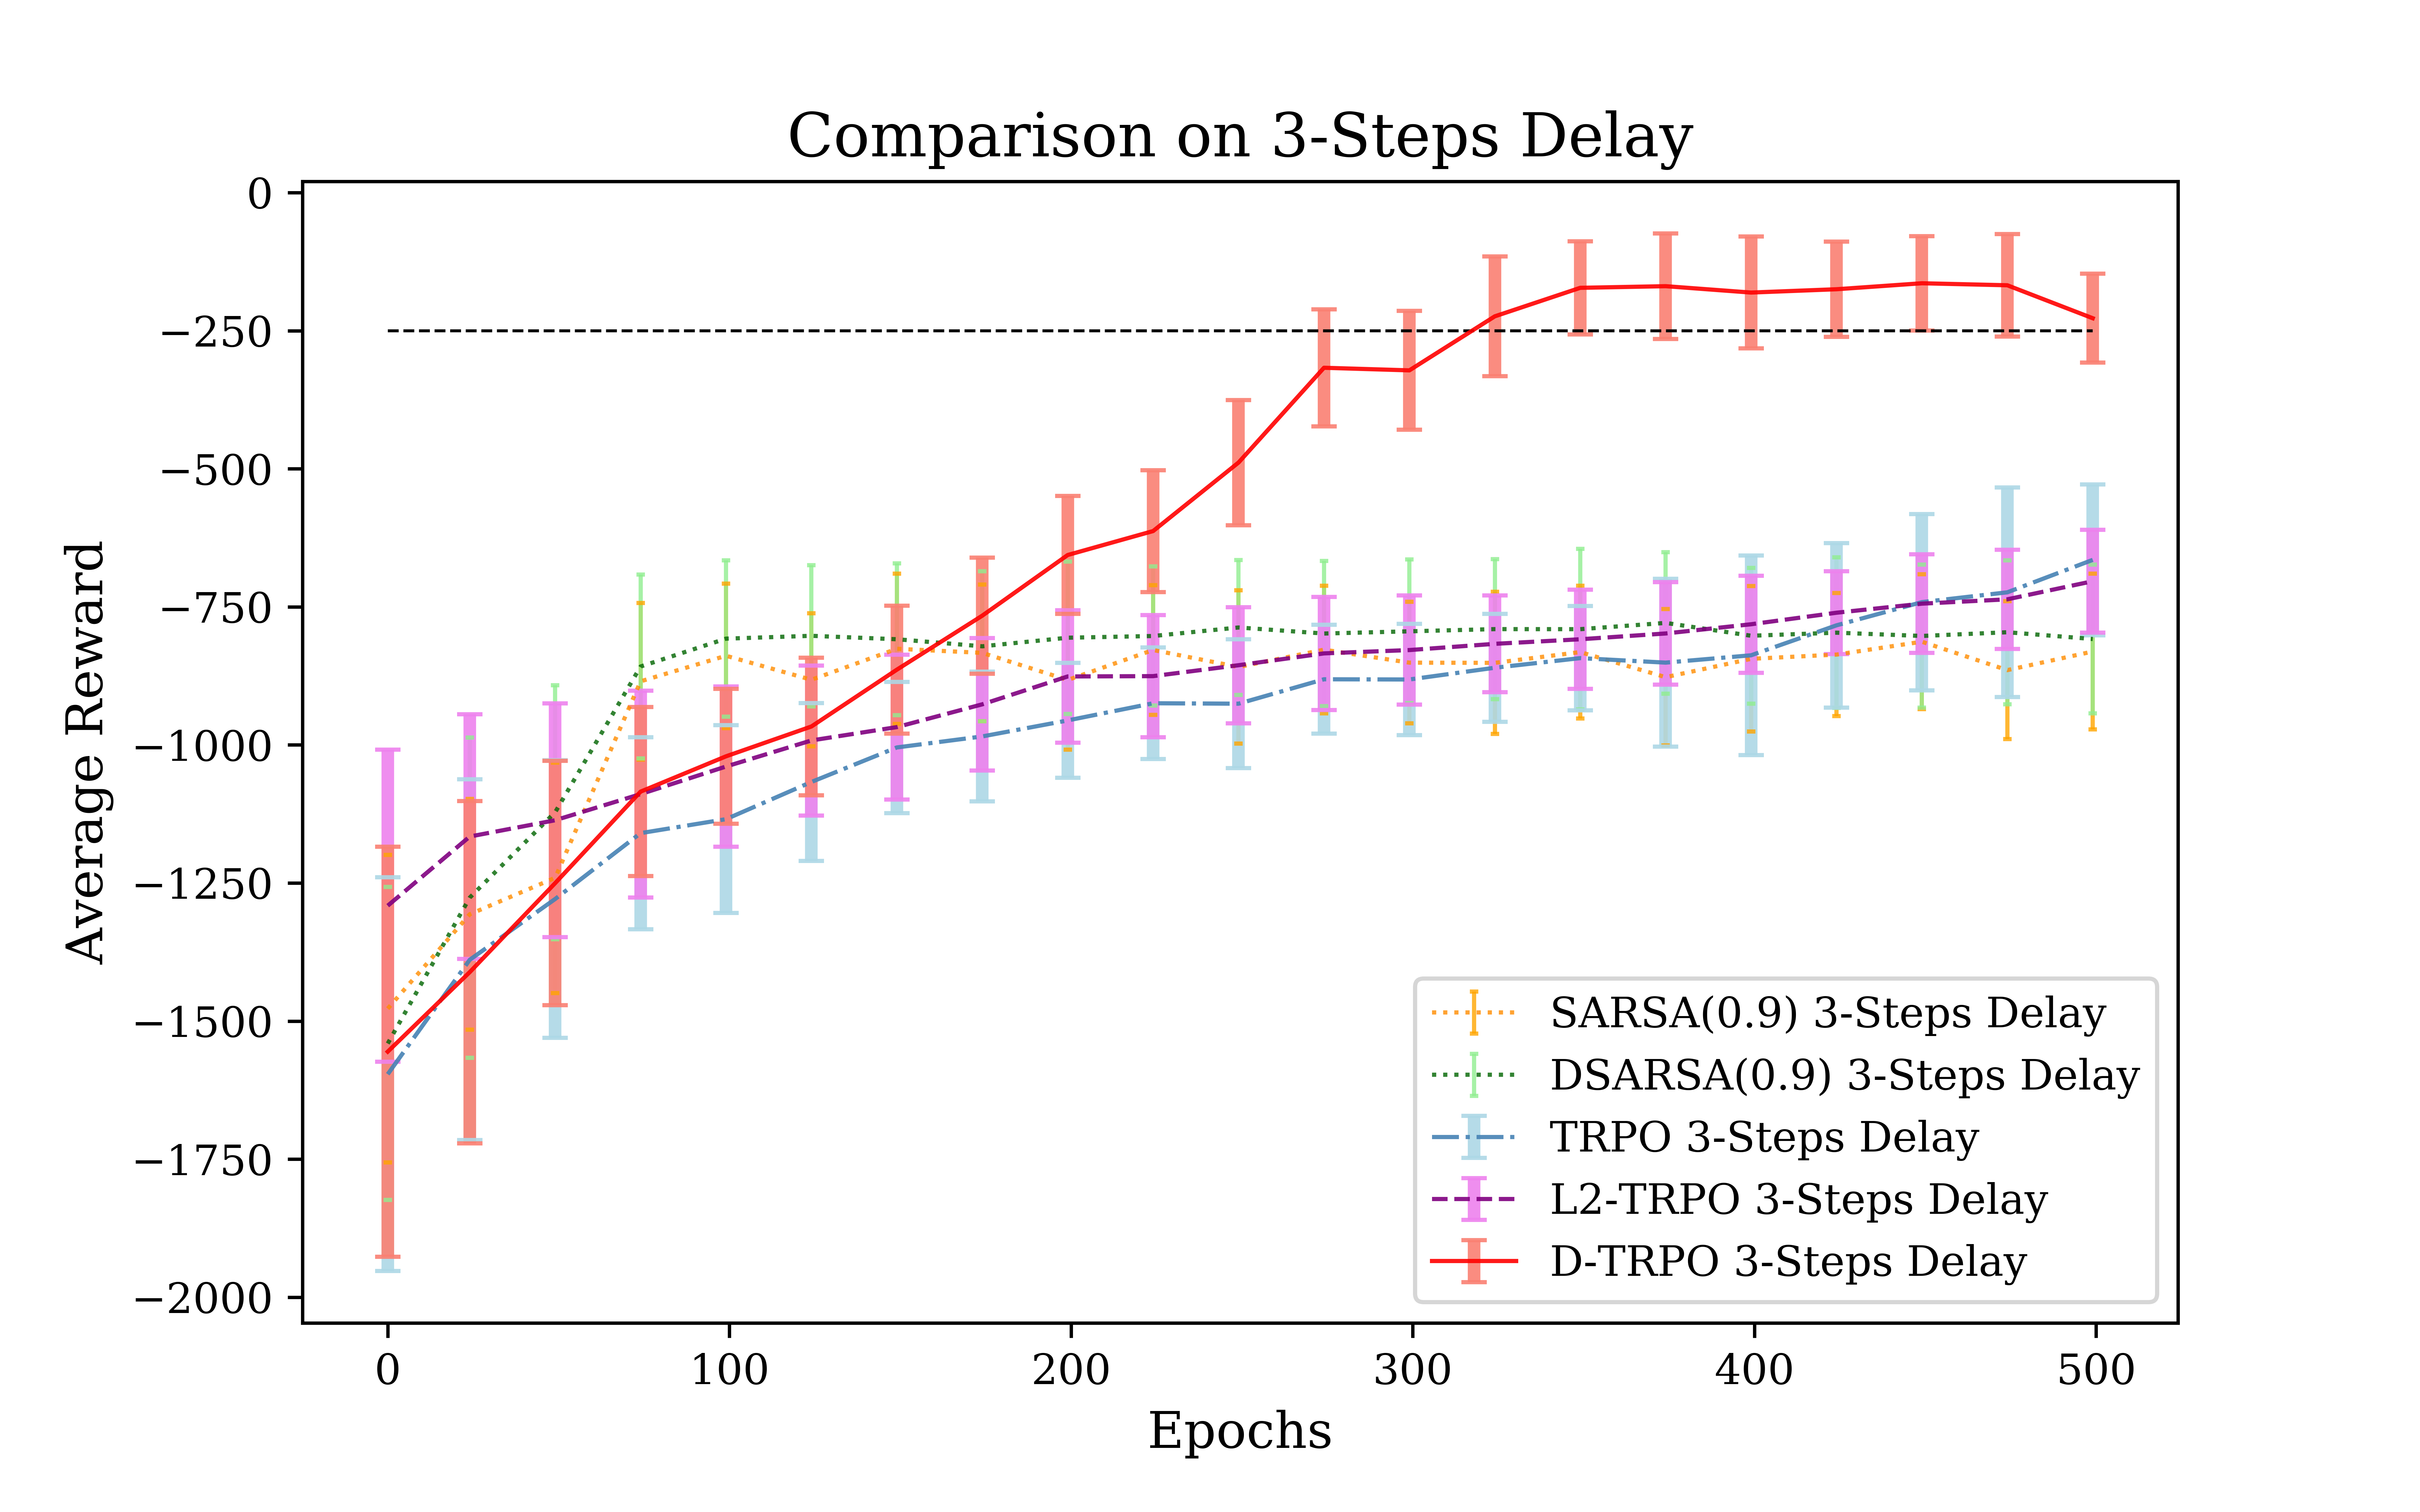 Comparison on 3-Steps Delay
0
−250
−500
−750
−1000
−1250
−1500
−1750
−2000
Average Reward
SARSA(0.9) 3-Steps Delay
DSARSA(0.9) 3-Steps Delay
TRPO 3-Steps Delay
L2-TRPO 3-Steps Delay
D-TRPO 3-Steps Delay
0 100 200 300 400 500
Epochs